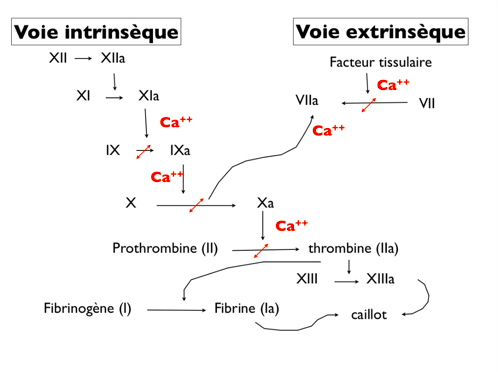 Voie intrinsèque
Voie extrinsèque
XII
XIIa
Facteur tissulaire
Ca++
XI
XIa
VIIa
VII
Ca++
Ca++
IX
IXa
Ca++
X
Xa
Ca++
Prothrombine (II)
thrombine (IIa)
XIII
XIIIa
Fibrinogène (I)
Fibrine (Ia)
caillot